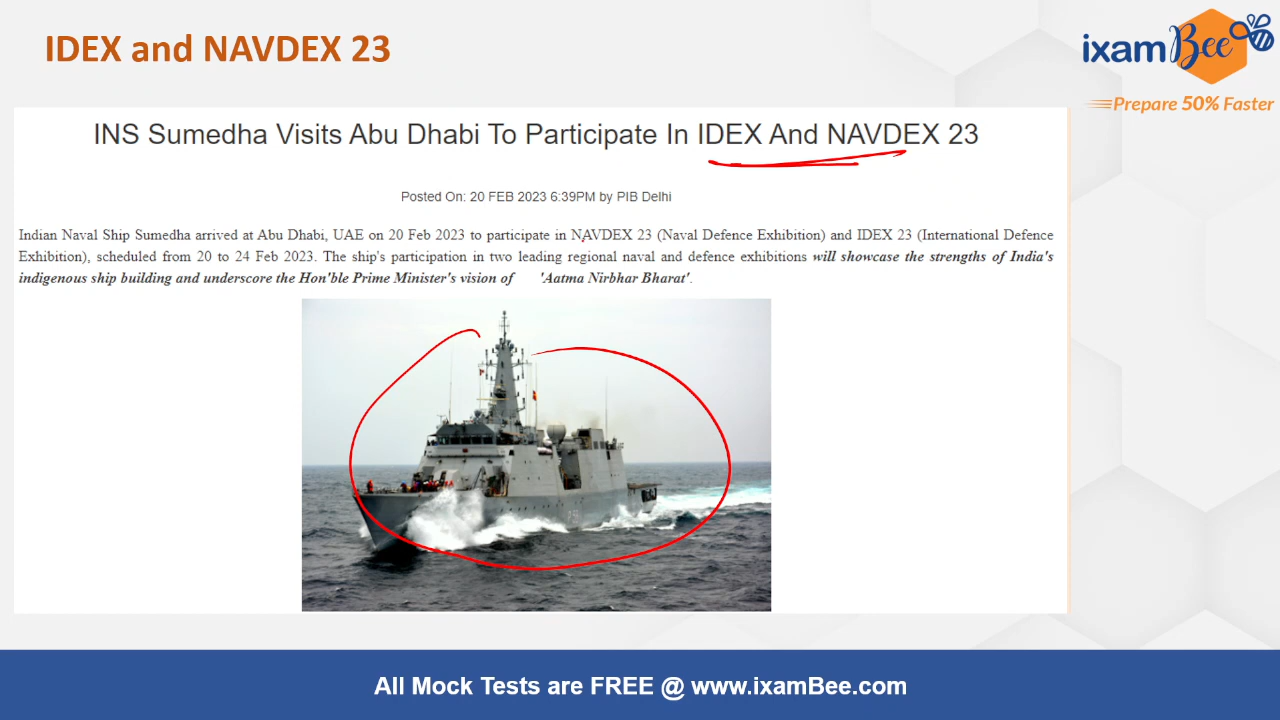 IDEX and NAVDEX 23
ixamBee
Prepare 50% Faster
INS Sumedha Visits Abu Dhabi To Participate In IDEX And NAVDEX 23
Posted On: 20 FEB 2023 6:39PM by PIB Delhi
Indian Naval Ship Sumedha arrived at Abu Dhabi, UAE on 20 Feb 2023 to participate in NAVDEX 23 (Naval Defence Exhibition) and IDEX 23 (International Defence
Exhibition), scheduled from 20 to 24 Feb 2023. The ship's participation in two leading regional naval and defence exhibitions will showcase the strengths of India's
indigenous ship building and underscore the Hon'ble Prime Minister's vision of 'Aatma Nirbhar Bharat'.
All Mock Tests are FREE @ www.ixamBee.com